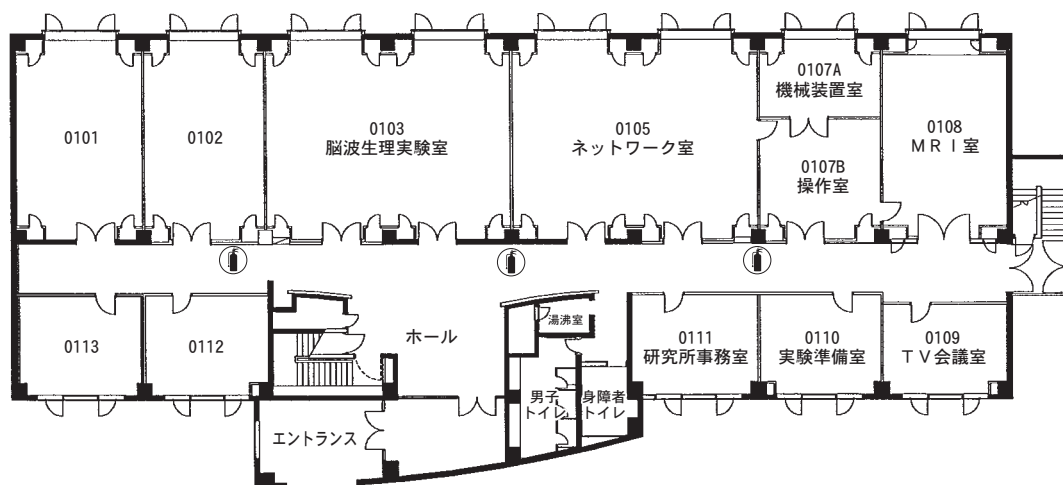 0101
0102
0103
脳波生理実験室
0105
ネットワーク室
0107A
機械装置室
0107B
操作室
0108
ＭＲＩ室
0113
0112
ホール
湯沸室
0111
研究所事務室
0110
実験準備室
0109
ＴＶ会議室
エントランス
男子
トイレ
身障者
トイレ